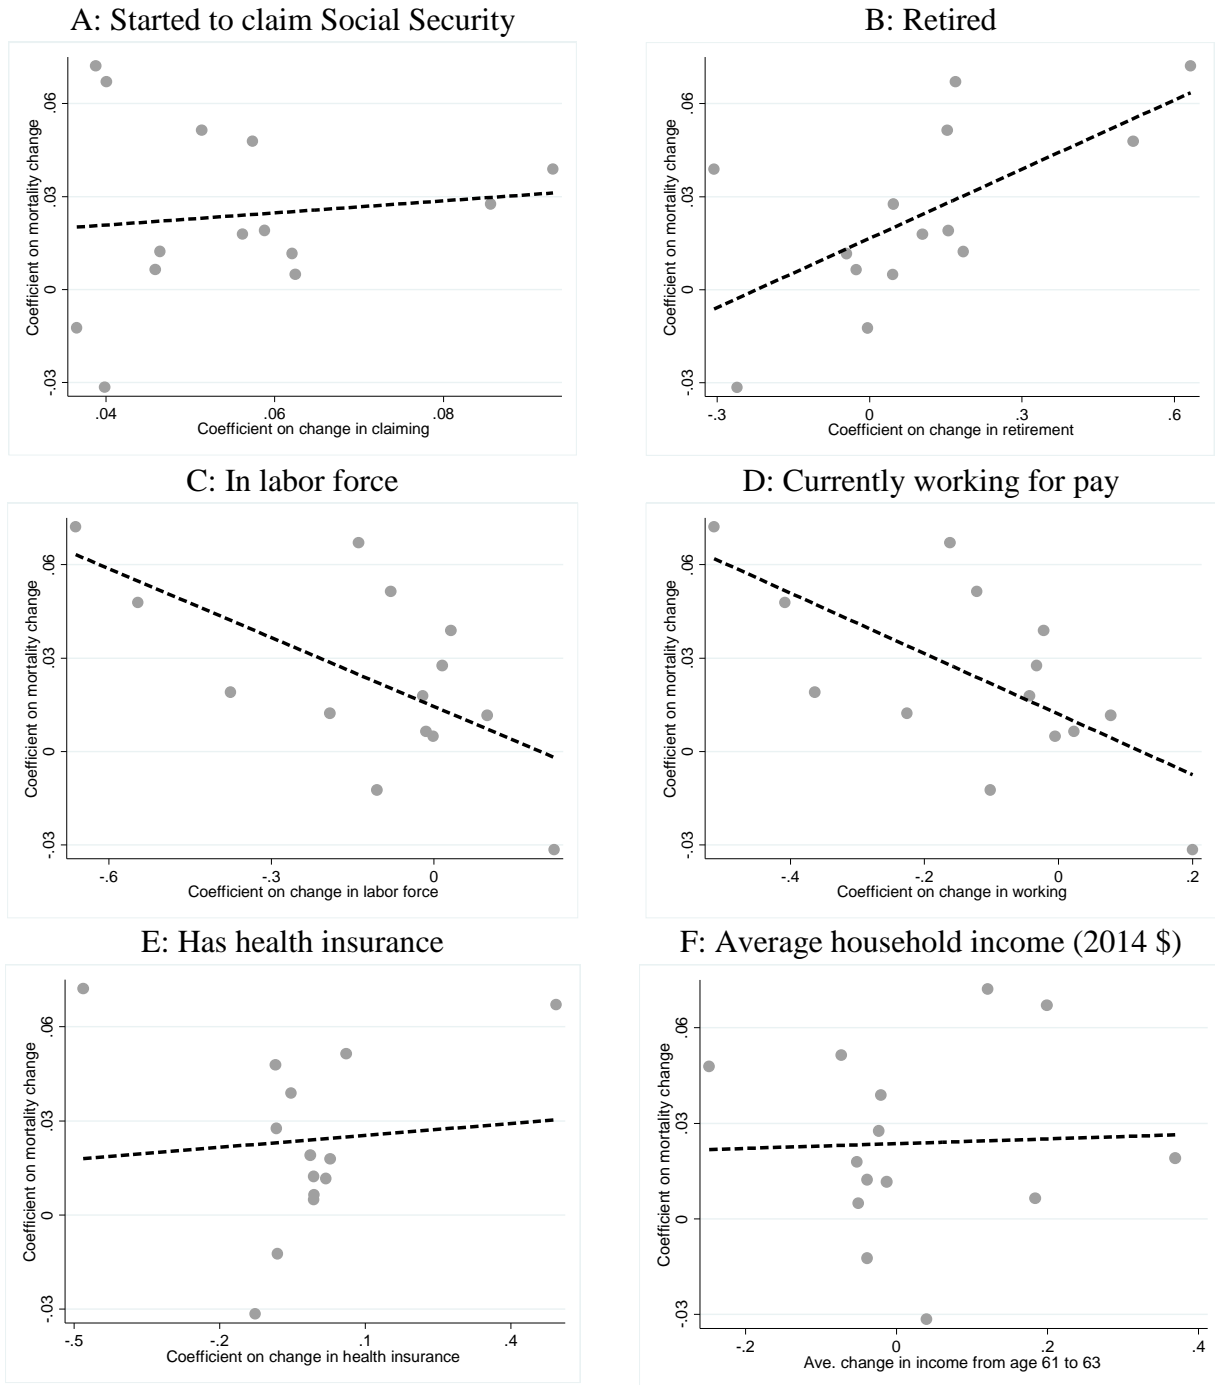 A: Started to claim Social Security
B: Retired
Coefficient on mortality change
.06
.03
0
-.03
.04
.06
.08
Coefficient on change in claiming
Coefficient on mortality change
.06
.03
0
-.03
-.3
0
.3
.6
Coefficient on change in retirement
C: In labor force
D: Currently working for pay
Coefficient on mortality change
.06
.03
0
-.03
-.6
-.3
0
Coefficient on change in labor force
Coefficient on mortality change
.06
.03
0
-.03
-.4
-.2
0
.2
Coefficient on change in working
E: Has health insurance
F: Average household income (2014 $)
Coefficient on mortality change
.06
.03
0
-.03
-.5
-.2
.1
.4
Coefficient on change in health insurance
Coefficient on mortality change
.06
.03
0
-.03
-.2
0
.2
.4
Ave. change in income from age 61 to 63